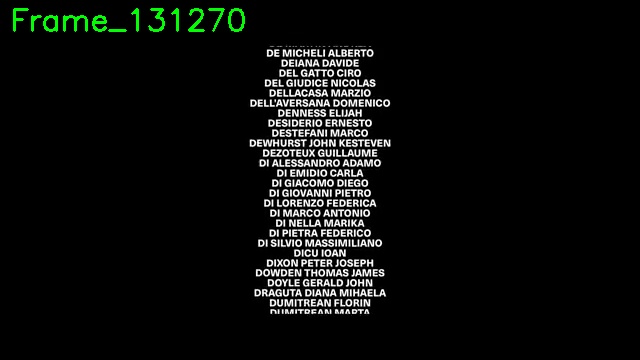 Frame_131270
DE MICHELI ALBERTO
DEIANA DAVIDE
DEL GATTO CIRO
DEL GIUDICE NICOLAS
DELLACASA MARZIO
DELL'AVERSANA DOMENICO
DENNESS ELIJAH
DESIDERIO ERNESTO
DESTEFANI MARCO
DEWHURST JOHN KESTEVEN
DEZOTEUX GUILLAUME
DI ALESSANDRO ADAMO
DI EMIDIO CARLA
DI GIACOMO DIEGO
DI GIOVANNI PIETRO
DI LORENZO FEDERICA
DI MARCO ANTONIO
DI NELLA MARIKA
DI PIETRA FEDERICO
DI SILVIO MASSIMILIANO
DICU IOAN
DIXON PETER JOSEPH
DOWDEN THOMAS JAMES
DOYLE GERALD JOHN
DRAGUTA DIANA MIHAELA
DUMITREAN FLORIN
DUMITREAN MARTA